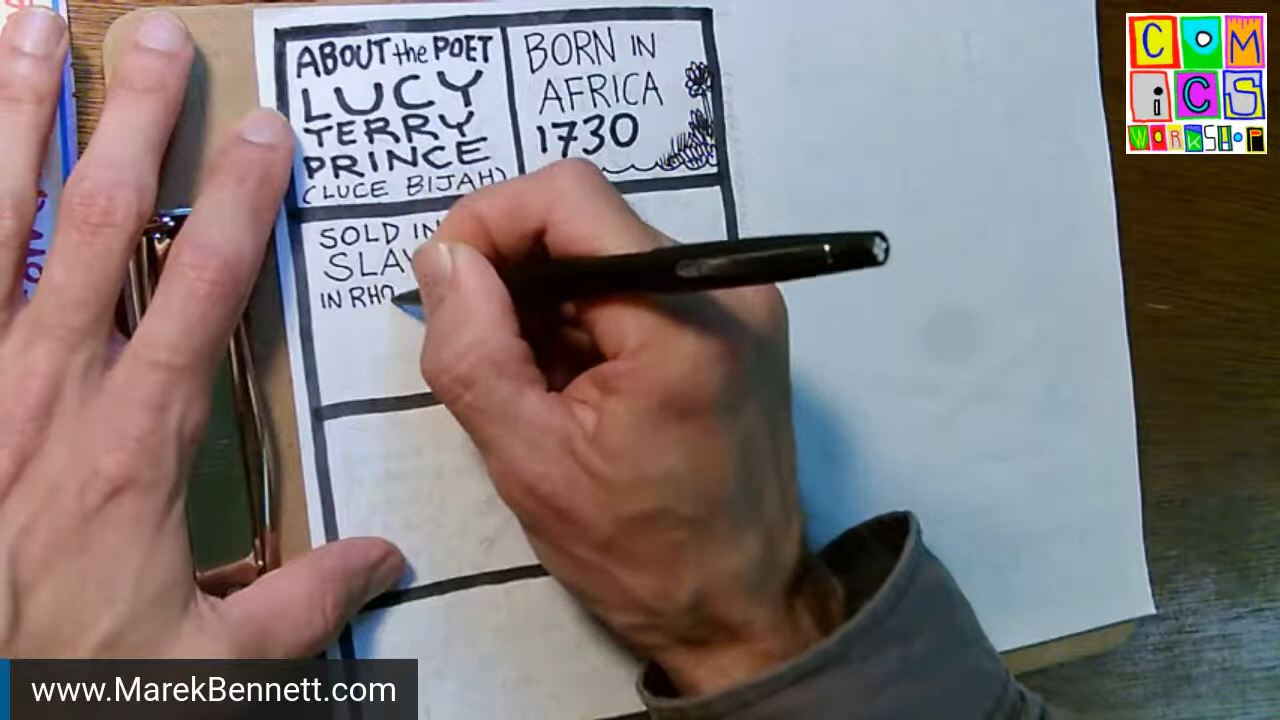 ABOUT the POET
LUCY
TERRY
PRINCE
(LUCE BIJAH)
BORN IN
AFRICA
1730
SOLD IN
SLAV
IN RHO
COMiCS
WORKSHOP
www.MarekBennett.com